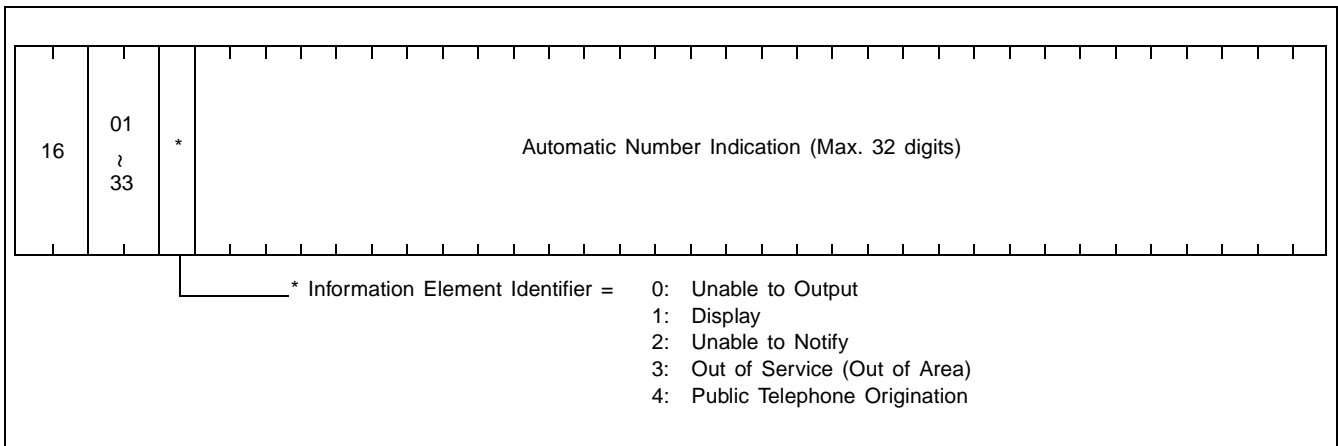 16
01
~
33
*
Automatic Number Indication (Max. 32 digits)
* Information Element Identifier = 0: Unable to Output
1: Display
2: Unable to Notify
3: Out of Service (Out of Area)
4: Public Telephone Origination